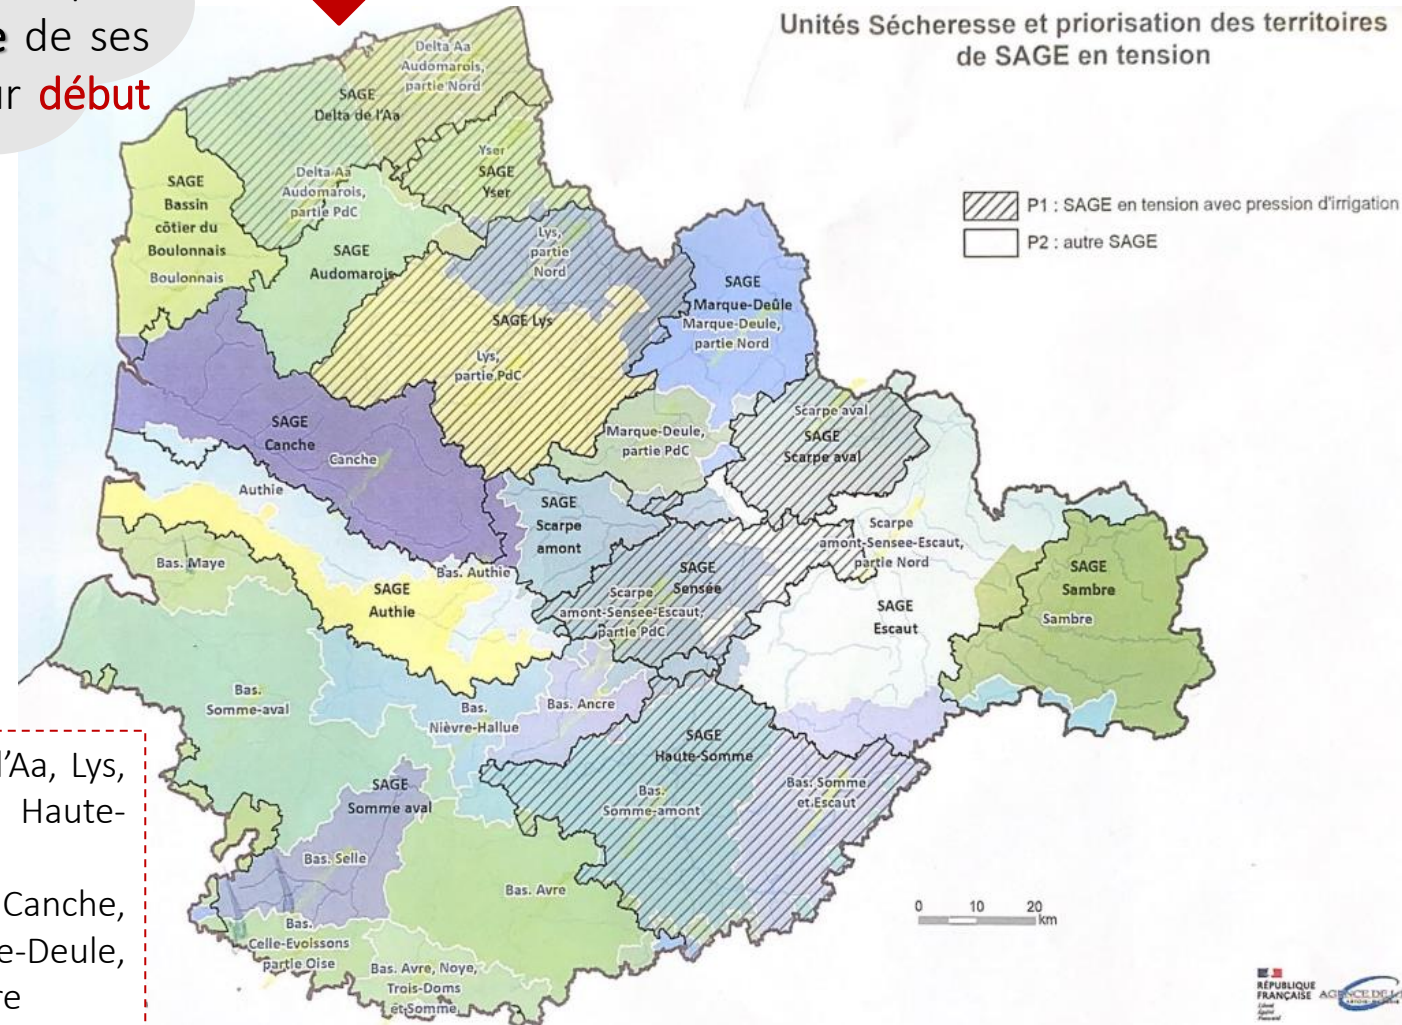 e de ses
ur début
Unités Sécheresse et priorisation des territoires
de SAGE en tension
P1 : SAGE en tension avec pression d'irrigation
P2 : autre SAGE
Delta Aa
Audomarois,
partie Nord
SAGE
Delta de l'Aa
Delta Aa
Audomarois,
partie PdC
Yser
SAGE
Yser
SAGE
Bassin
côtier du
Boulonnais
Boulonnais
SAGE
Audomarois
Lys,
partie
Nord
SAGE Lys
Lys,
partie PdC
SAGE
Marque-Deûle
Marque-Deule,
partie Nord
Marque-Deule,
partie PdC
Scarpe aval
SAGE
Scarpe aval
SAGE
Canche
Canche
Authie
SAGE
Scarpe
amont
Scarpe
amont-Sensee-Escaut,
partie Nord
SAGE
Sensée
Scarpe
amont-Sensee-Escaut,
partie PdC
SAGE
Escaut
SAGE
Sambre
Sambre
Bas. Maye
Bas. Authie
SAGE
Authie
Bas.
Somme-aval
Bas.
Nièvre-Hallue
Bas. Ancre
SAGE
Haute-Somme
Bas.
Somme-amont
Bas. Somme
et Escaut
SAGE
Somme aval
Bas. Selle
Bas. Avre
Bas.
Celle-Evoissons
partie Oise
Bas. Avre, Noye,
Trois-Doms
et Somme
l'Aa, Lys,
Haute-
Canche,
e-Deule,
re
0 10 20
km
RÉPUBLIQUE
FRANÇAISE
Liberté
Égalité
Fraternité
AGENCE DE L